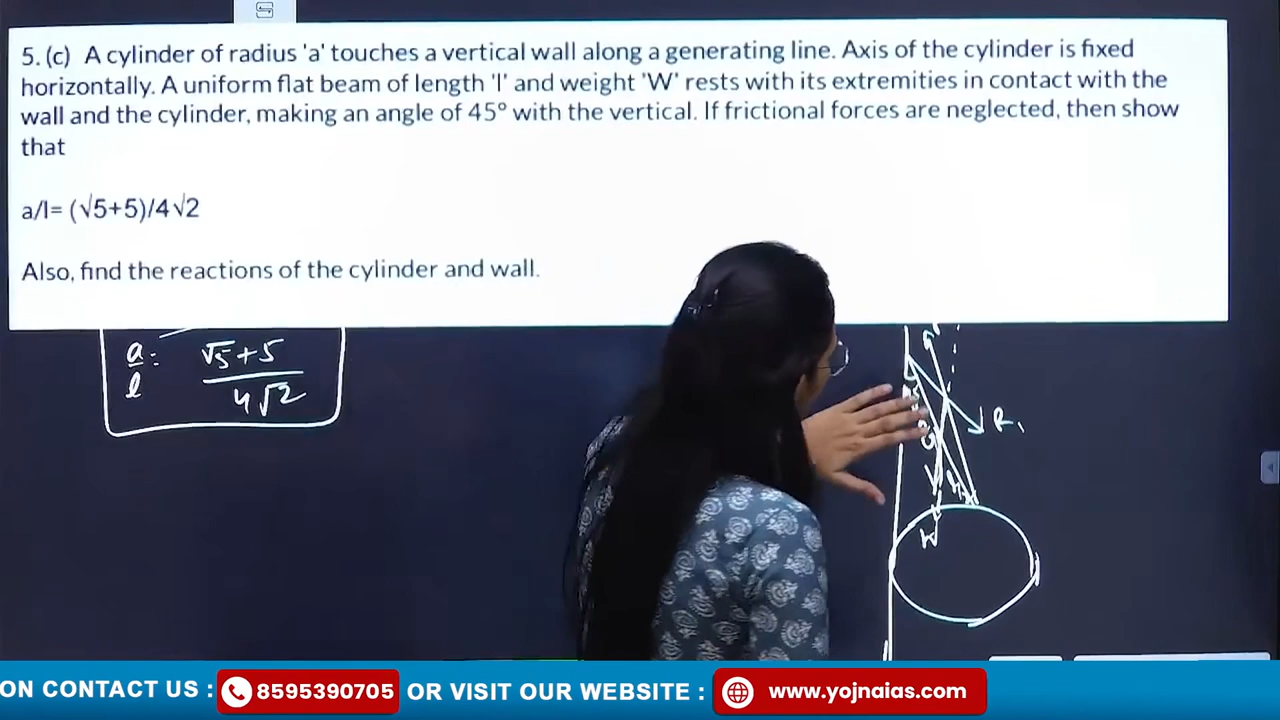 5. (c) A cylinder of radius 'a' touches a vertical wall along a generating line. Axis of the cylinder is fixed
horizontally. A uniform flat beam of length 'l' and weight 'W' rests with its extremities in contact with the
wall and the cylinder, making an angle of 45° with the vertical. If frictional forces are neglected, then show
that
a/l= (√5+5)/4√2
Also, find the reactions of the cylinder and wall.
a/l = √5+5 / 4√2
R1
W
ON CONTACT US : 8595390705 OR VISIT OUR WEBSITE : www.yojnaias.com